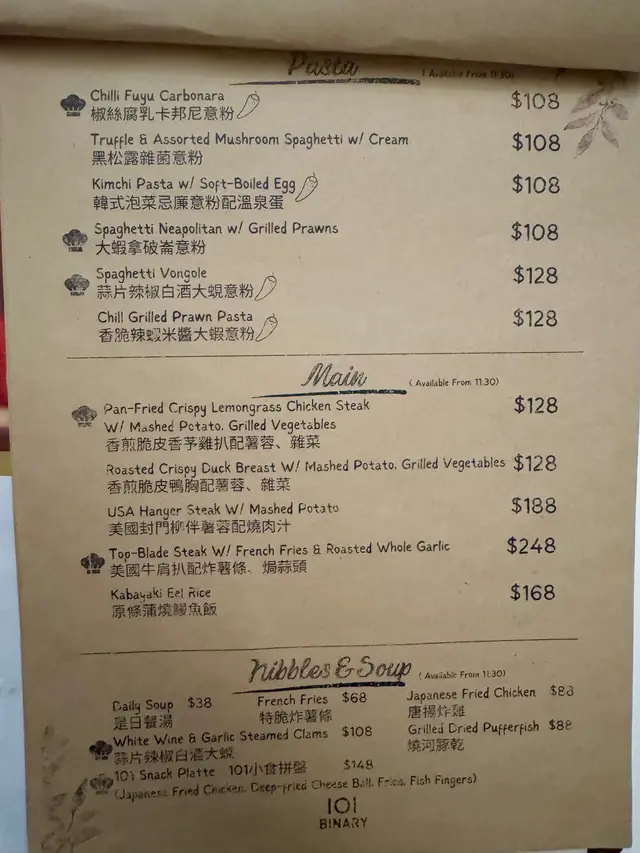 Pasta (Available From 11:30)
Chilli Fuyu Carbonara $108
椒絲腐乳卡邦尼意粉
Truffle & Assorted Mushroom Spaghetti w/ Cream $108
黑松露雜菌意粉
Kimchi Pasta w/ Soft-Boiled Egg $108
韓式泡菜忌廉意粉配溫泉蛋
Spaghetti Neapolitan w/ Grilled Prawns $108
大蝦拿破崙意粉
Spaghetti Vongole $128
蒜片辣椒白酒大蜆意粉
Chill Grilled Prawn Pasta $128
香脆辣蝦米醬大蝦意粉
Main (Available From 11:30)
Pan-Fried Crispy Lemongrass Chicken Steak $128
W/ Mashed Potato, Grilled Vegetables
香煎脆皮香茅雞扒配薯蓉、雜菜
Roasted Crispy Duck Breast W/ Mashed Potato, Grilled Vegetables $128
香煎脆皮鴨胸配薯蓉、雜菜
USA Hanger Steak W/ Mashed Potato $188
美國封門柳伴薯蓉配燒肉汁
Top-Blade Steak W/ French Fries & Roasted Whole Garlic $248
美國牛肩扒配炸薯條、焗蒜頭
Kabayaki Eel Rice $168
原條蒲燒鰻魚飯
Nibbles & Soup (Available From 11:30)
Daily Soup $38 French Fries $68 Japanese Fried Chicken $88
是日餐湯 特脆炸薯條 唐揚炸雞
White Wine & Garlic Steamed Clams $108 Grilled Dried Pufferfish $88
蒜片辣椒白酒大蜆 燒河豚乾
101 Snack Platte 101小食拼盤 $148
(Japanese Fried Chicken, Deep-fried Cheese Ball, Fries, Fish Fingers)
101
BINARY